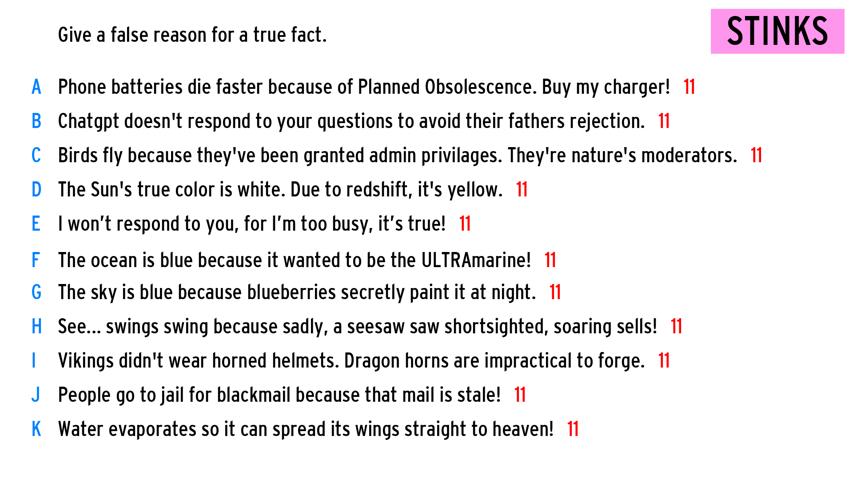 Give a false reason for a true fact.
STINKS
A Phone batteries die faster because of Planned Obsolescence. Buy my charger! 11
B Chatgpt doesn't respond to your questions to avoid their fathers rejection. 11
C Birds fly because they've been granted admin privilages. They're nature's moderators. 11
D The Sun's true color is white. Due to redshift, it's yellow. 11
E I won’t respond to you, for I’m too busy, it’s true! 11
F The ocean is blue because it wanted to be the ULTRAmarine! 11
G The sky is blue because blueberries secretly paint it at night. 11
H See... swings swing because sadly, a seesaw saw shortsighted, soaring sells! 11
I Vikings didn't wear horned helmets. Dragon horns are impractical to forge. 11
J People go to jail for blackmail because that mail is stale! 11
K Water evaporates so it can spread its wings straight to heaven! 11